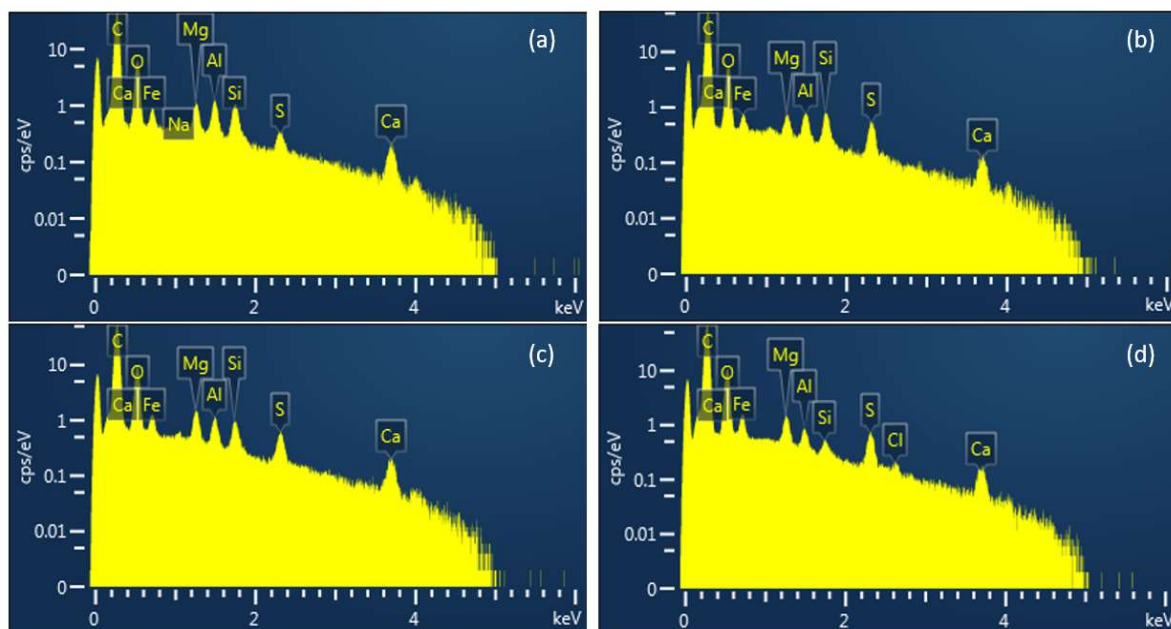 (a)
C
Mg
10
O
Al
1
Ca
Fe
Si
Na
S
Ca
cps/eV
0.1
0.01
0
0
2
4
keV
(b)
C
10
O
Mg
Si
1
Ca
Fe
Al
S
Ca
cps/eV
0.1
0.01
0
0
2
4
keV
(c)
C
10
O
Mg
Si
1
Ca
Fe
Al
S
Ca
cps/eV
0.1
0.01
0
0
2
4
keV
(d)
C
Mg
10
O
Al
1
Ca
Fe
Si
S
Cl
Ca
cps/eV
0.1
0.01
0
0
2
4
keV